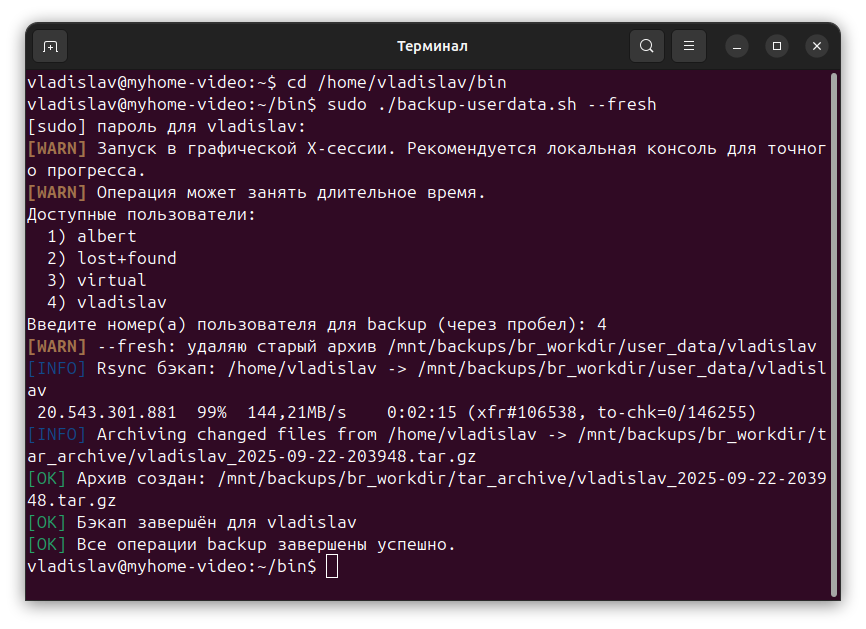 Терминал
vladislav@myhome-video:~$ cd /home/vladislav/bin
vladislav@myhome-video:~/bin$ sudo ./backup-userdata.sh --fresh
[sudo] пароль для vladislav:
[WARN] Запуск в графической X-сессии. Рекомендуется локальная консоль для точног
о прогресса.
[WARN] Операция может занять длительное время.
Доступные пользователи:
  1) albert
  2) lost+found
  3) virtual
  4) vladislav
Введите номер(а) пользователя для backup (через пробел): 4
[WARN] --fresh: удаляю старый архив /mnt/backups/br_workdir/user_data/vladislav
[INFO] Rsync бэкап: /home/vladislav -> /mnt/backups/br_workdir/user_data/vladisl
av
 20.543.301.881  99%  144,21MB/s    0:02:15 (xfr#106538, to-chk=0/146255)
[INFO] Archiving changed files from /home/vladislav -> /mnt/backups/br_workdir/t
ar_archive/vladislav_2025-09-22-203948.tar.gz
[OK] Архив создан: /mnt/backups/br_workdir/tar_archive/vladislav_2025-09-22-2039
48.tar.gz
[OK] Бэкап завершён для vladislav
[OK] Все операции backup завершены успешно.
vladislav@myhome-video:~/bin$